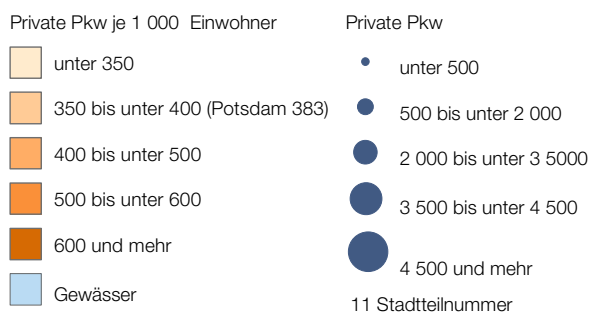 Private Pkw je 1 000 Einwohner
unter 350
350 bis unter 400 (Potsdam 383)
400 bis unter 500
500 bis unter 600
600 und mehr
Gewässer
Private Pkw
unter 500
500 bis unter 2 000
2 000 bis unter 3 5000
3 500 bis unter 4 500
4 500 und mehr
11 Stadtteilnummer